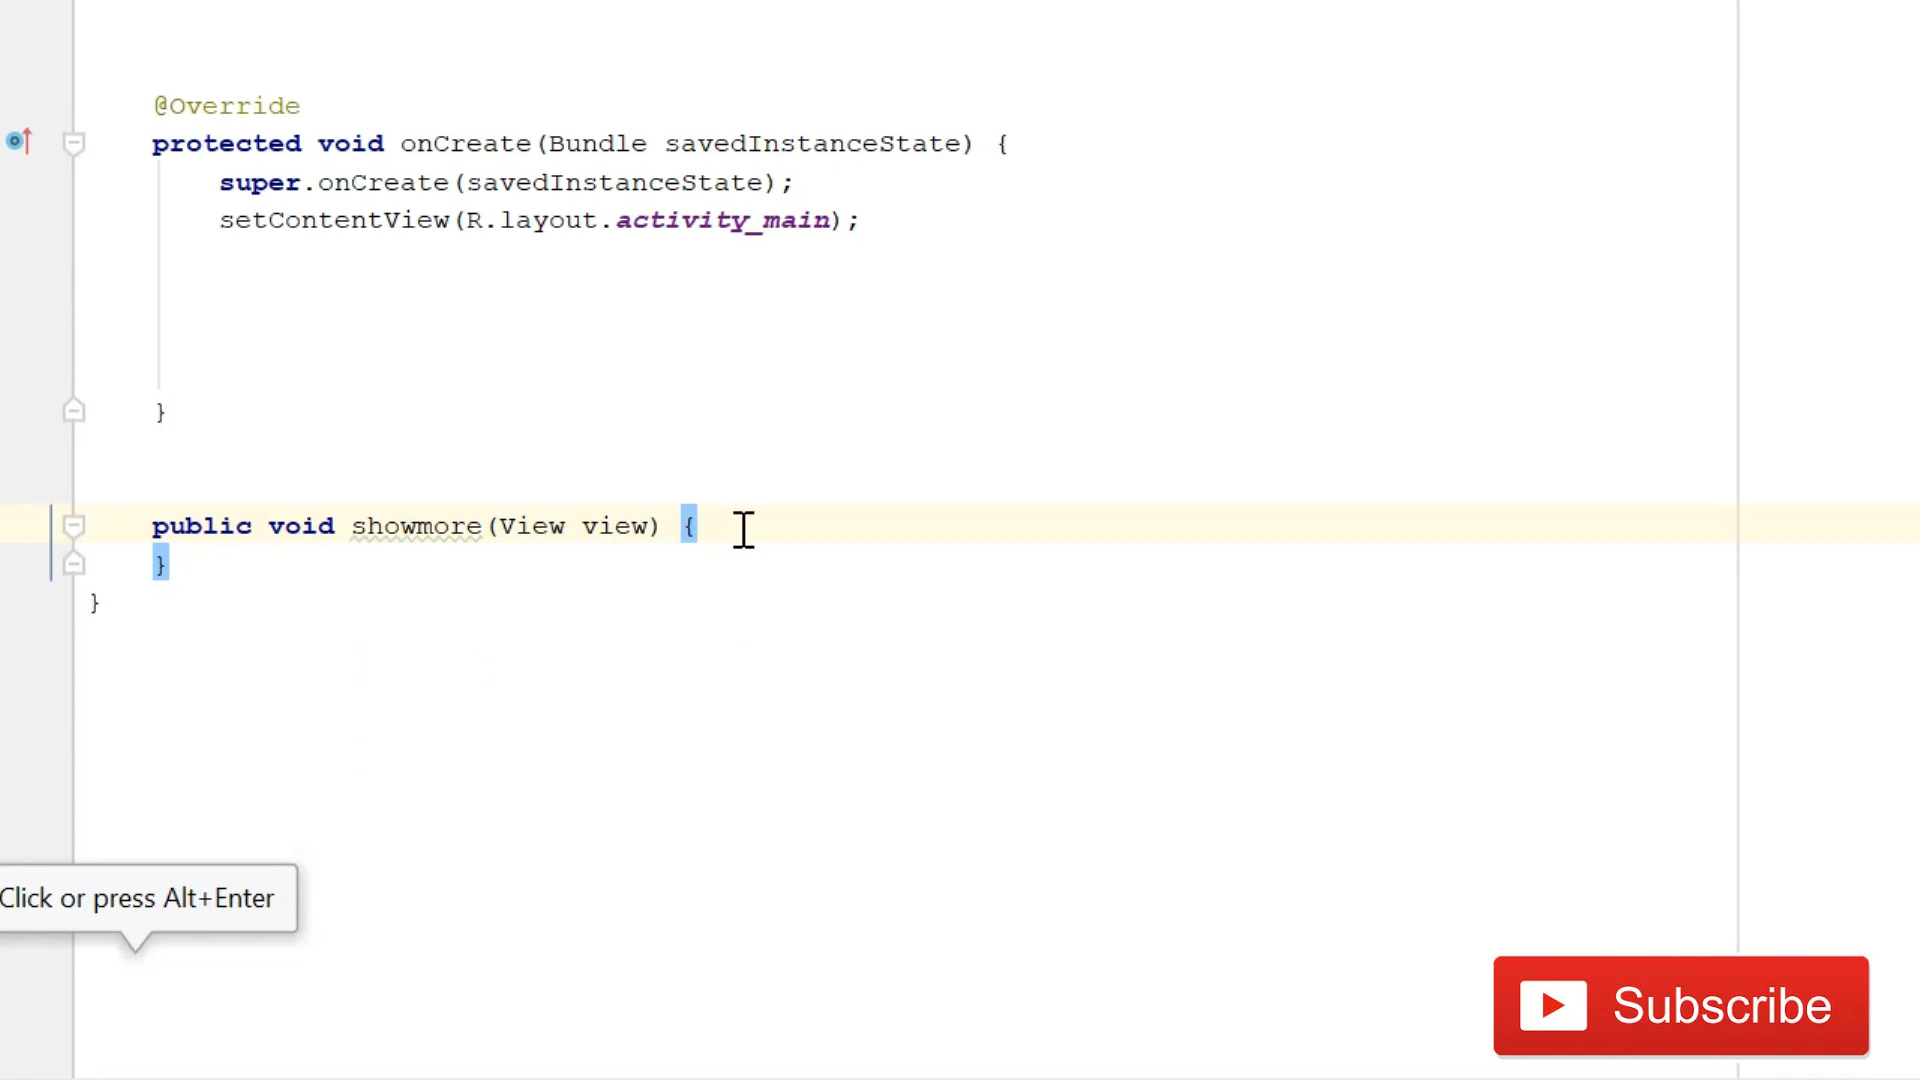 @Override
protected void onCreate(Bundle savedInstanceState) {
super.onCreate(savedInstanceState);
setContentView(R.layout.activity_main);
}
public void showmore(View view) {
}
}
Click or press Alt+Enter
Subscribe